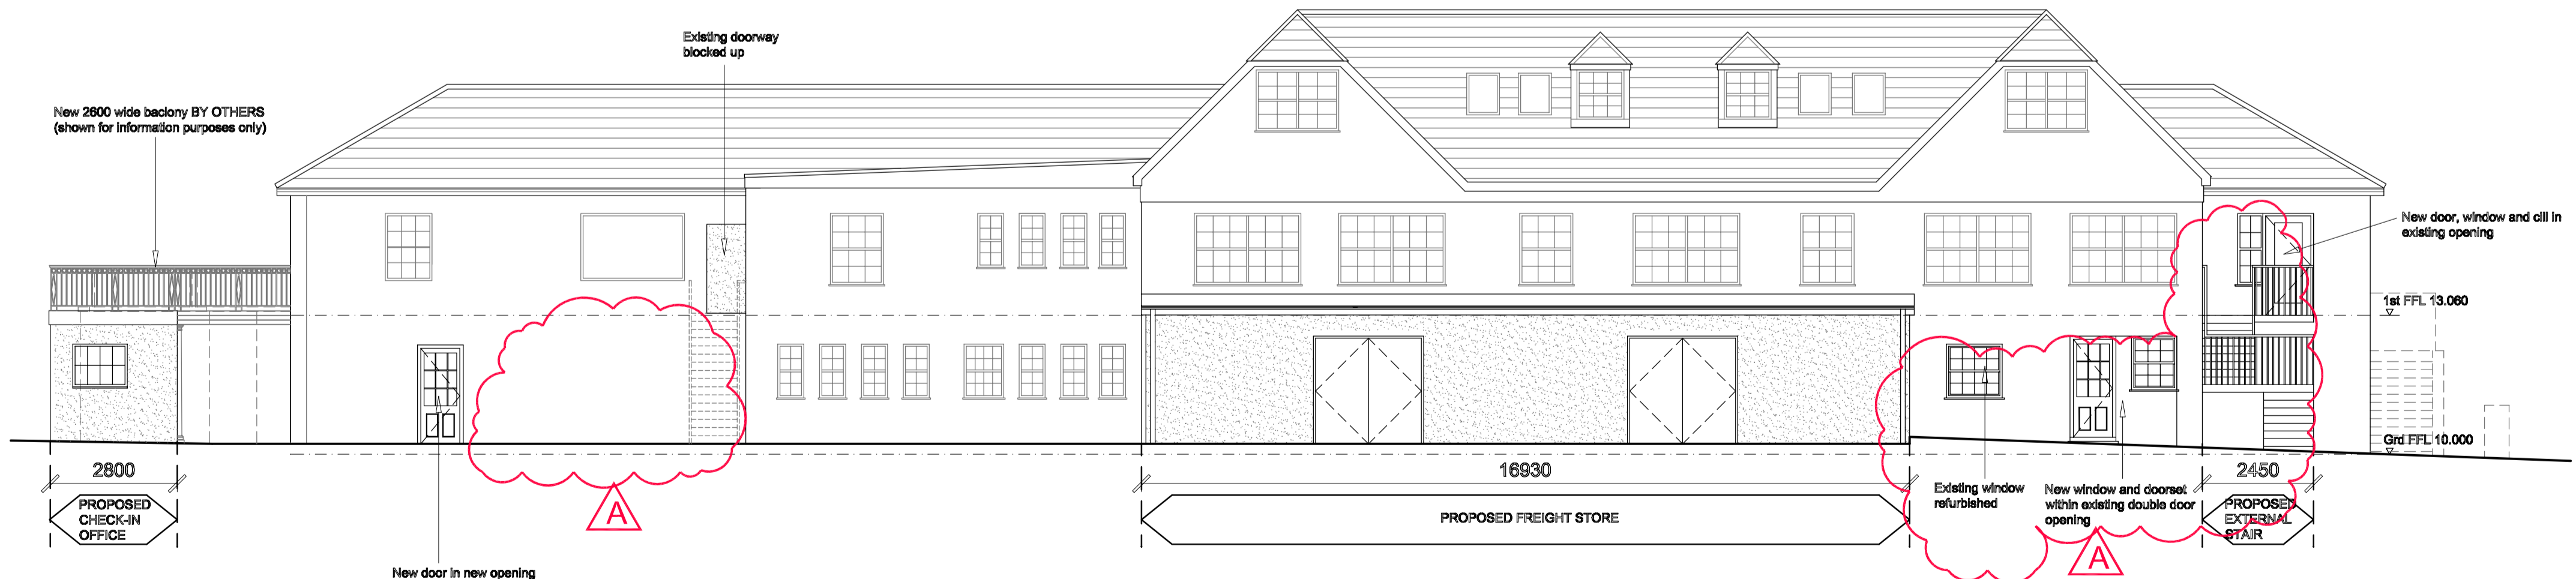 Existing doorway
blocked up
New 2600 wide baclony BY OTHERS
(shown for information purposes only)
New door, window and cill in
existing opening
1st FFL 13.060
Grd FFL 10.000
2800
16930
2450
PROPOSED
CHECK-IN
OFFICE
A
PROPOSED FREIGHT STORE
Existing window
refurbished
New window and doorset
within existing double door
opening
PROPOSED
EXTERNAL
STAIR
A
New door in new opening